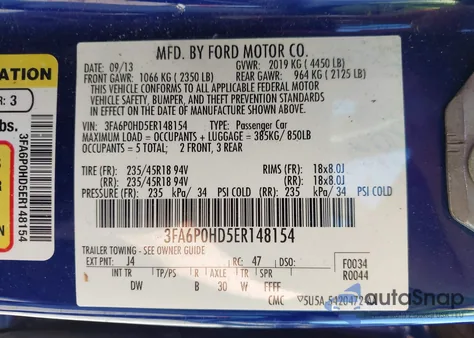 MFD. BY FORD MOTOR CO.
DATE: 09/13 GVWR: 2019 KG ( 4450 LB)
FRONT GAWR: 1066 KG ( 2350 LB) REAR GAWR: 964 KG ( 2125 LB)
THIS VEHICLE CONFORMS TO ALL APPLICABLE FEDERAL MOTOR
VEHICLE SAFETY, BUMPER, AND THEFT PREVENTION STANDARDS
IN EFFECT ON THE DATE OF MANUFACTURE SHOWN ABOVE.
VIN: 3FA6P0HD5ER148154 TYPE: Passenger Car
MAXIMUM LOAD = OCCUPANTS + LUGGAGE = 385KG / 850LB
OCCUPANTS = 5 TOTAL: 2 FRONT, 3 REAR
TIRE (FR): 235/45R18 94V RIMS (FR): 18x8.0J
(RR): 235/45R18 94V (RR): 18x8.0J
PRESSURE (FR): 235 kPa/ 34 PSI COLD (RR): 235 kPa/ 34 PSI COLD
3FA6P0HD5ER148154
TRAILER TOWING - SEE OWNER GUIDE
EXT PNT: J4 RC: 47 DSO: F0034
R0044
INT TR TP/PS R AXLE TR SPR
DW B 30 W FFFF
CMC
ATION
R: 3
lbs.
3FA6P0HD5ER148154
autoSnap